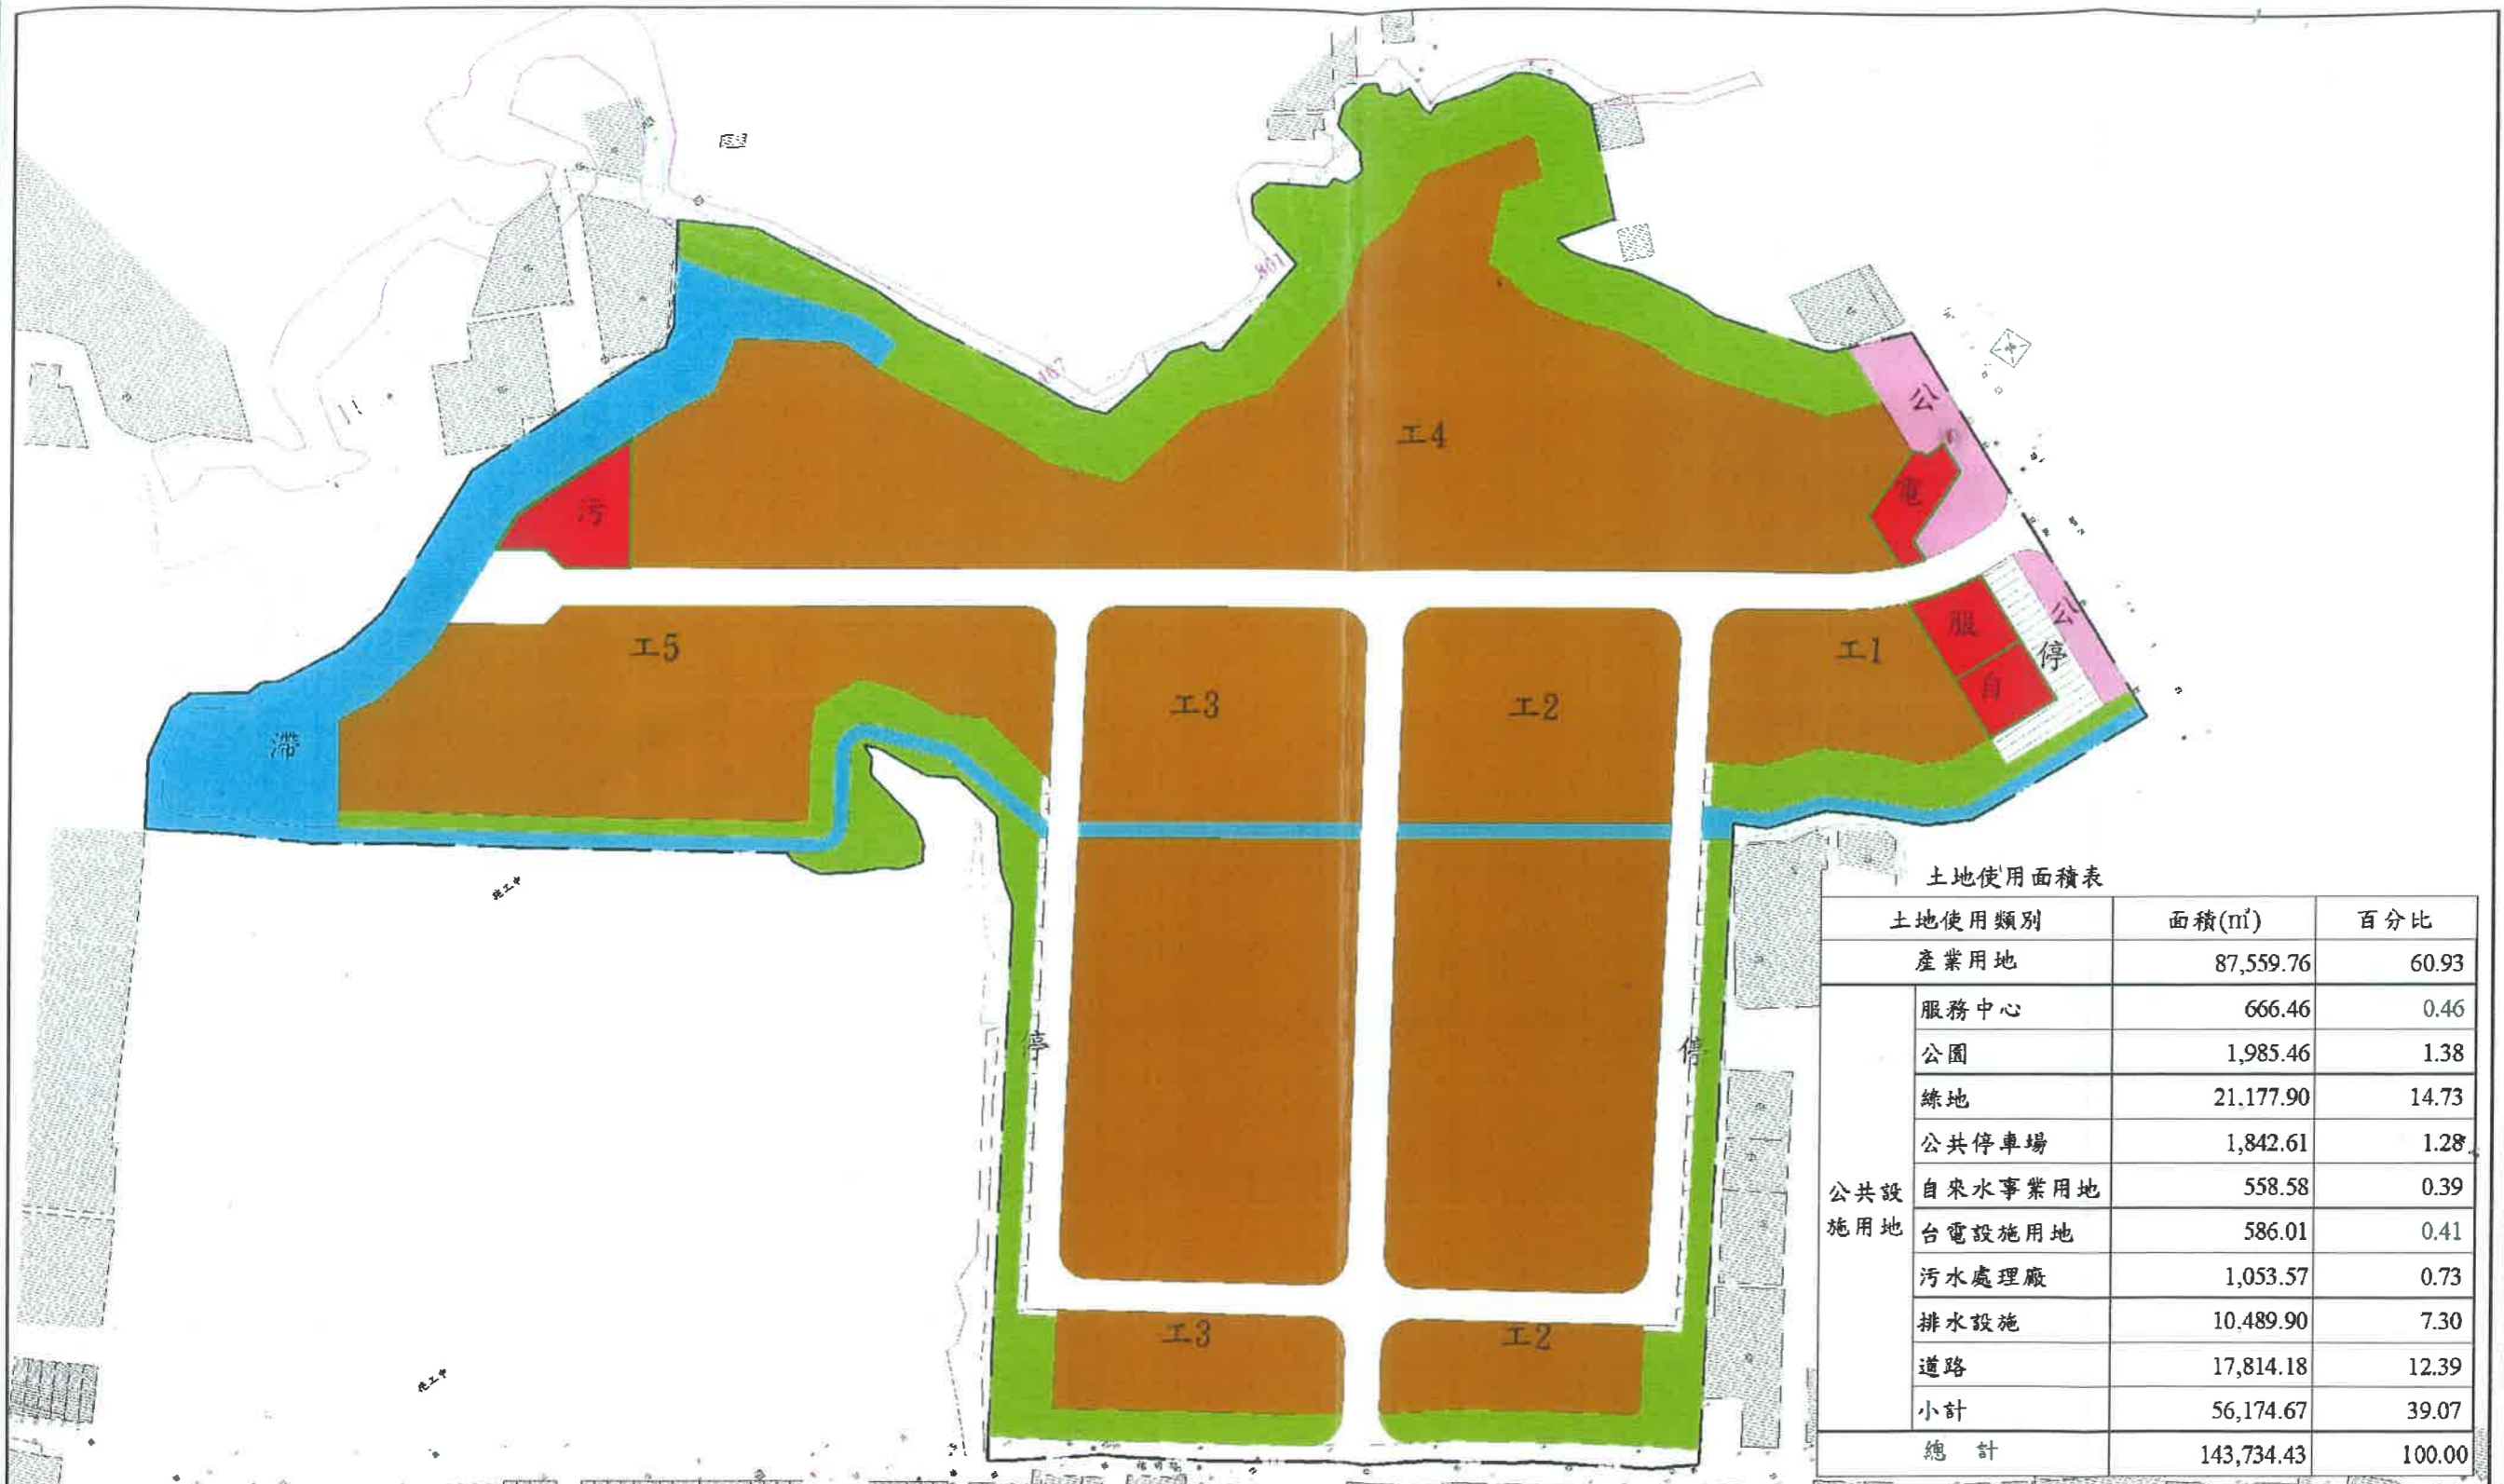 工4
公
電
污
工5
工3
工2
工1
服
自
公
停
滯
停
停
工3
工2
施工中
施工中
土地使用面積表
土地使用類別 面積(㎡) 百分比
產業用地 87,559.76 60.93
公共設施用地
服務中心 666.46 0.46
公園 1,985.46 1.38
綠地 21,177.90 14.73
公共停車場 1,842.61 1.28
自來水事業用地 558.58 0.39
台電設施用地 586.01 0.41
污水處理廠 1,053.57 0.73
排水設施 10,489.90 7.30
道路 17,814.18 12.39
小計 56,174.67 39.07
總計 143,734.43 100.00